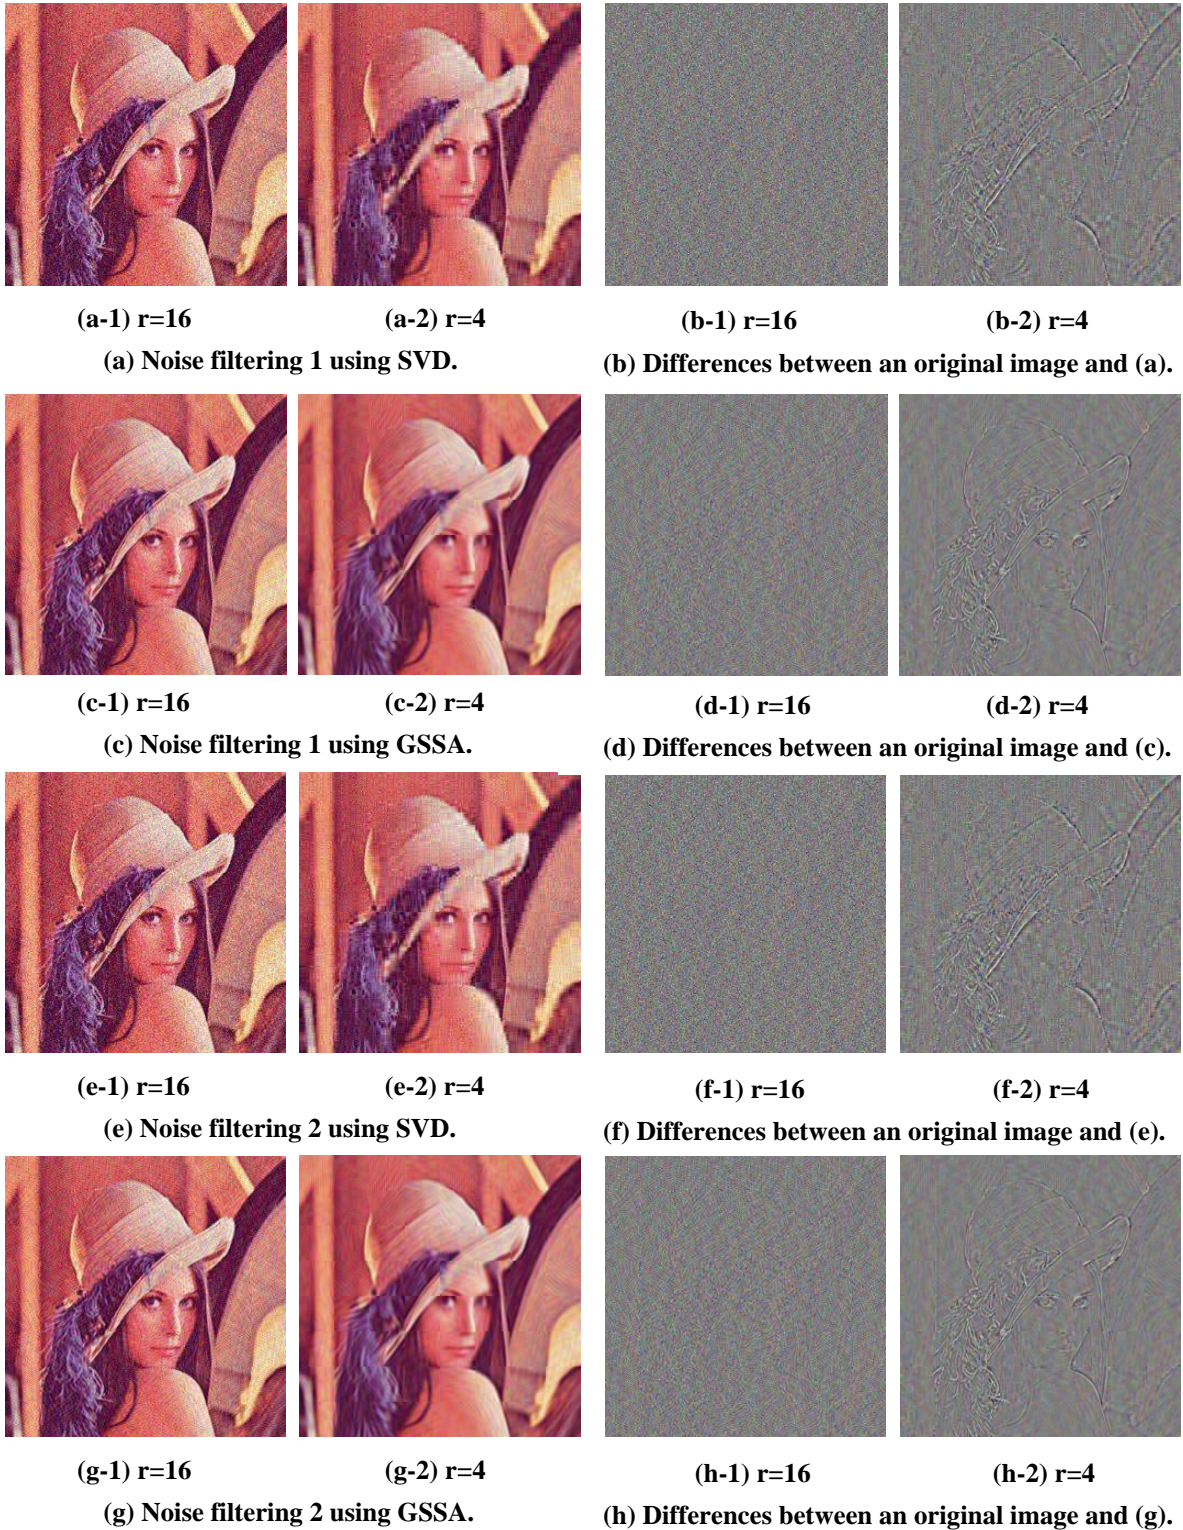 (a-1) r=16
(a-2) r=4
(b-1) r=16
(b-2) r=4
(a) Noise filtering 1 using SVD.
(b) Differences between an original image and (a).
(c-1) r=16
(c-2) r=4
(d-1) r=16
(d-2) r=4
(c) Noise filtering 1 using GSSA.
(d) Differences between an original image and (c).
(e-1) r=16
(e-2) r=4
(f-1) r=16
(f-2) r=4
(e) Noise filtering 2 using SVD.
(f) Differences between an original image and (e).
(g-1) r=16
(g-2) r=4
(h-1) r=16
(h-2) r=4
(g) Noise filtering 2 using GSSA.
(h) Differences between an original image and (g).